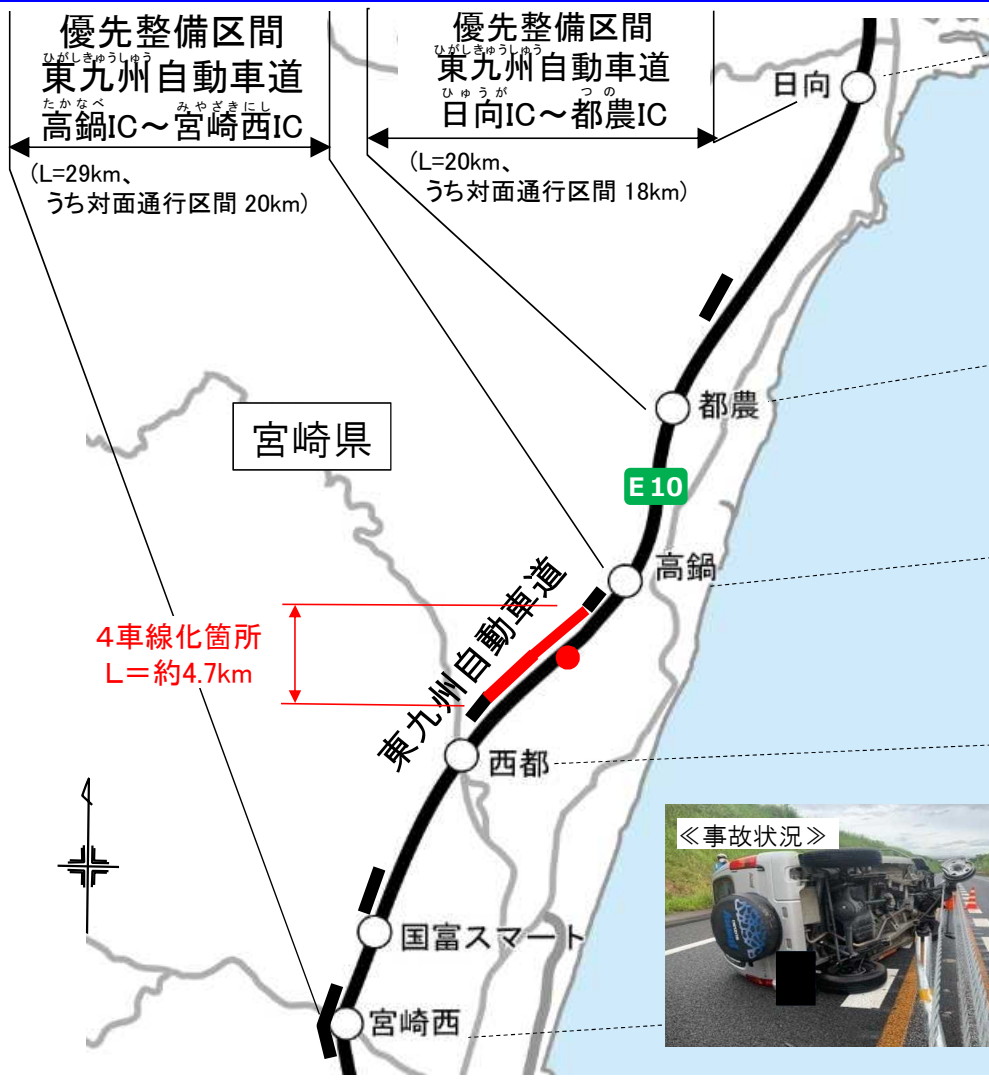 優先整備区間
ひがしきゅうしゅう
東九州自動車道
たかなべ みやざきにし
高鍋IC～宮崎西IC
(L=29km、
うち対面通行区間 20km)
優先整備区間
ひがしきゅうしゅう
東九州自動車道
ひゅうが つの
日向IC～都農IC
(L=20km、
うち対面通行区間 18km)
日向
都農
宮崎県
E10
高鍋
東九州自動車道
4車線化箇所
L＝約4.7km
西都
≪事故状況≫
国富スマート
宮崎西